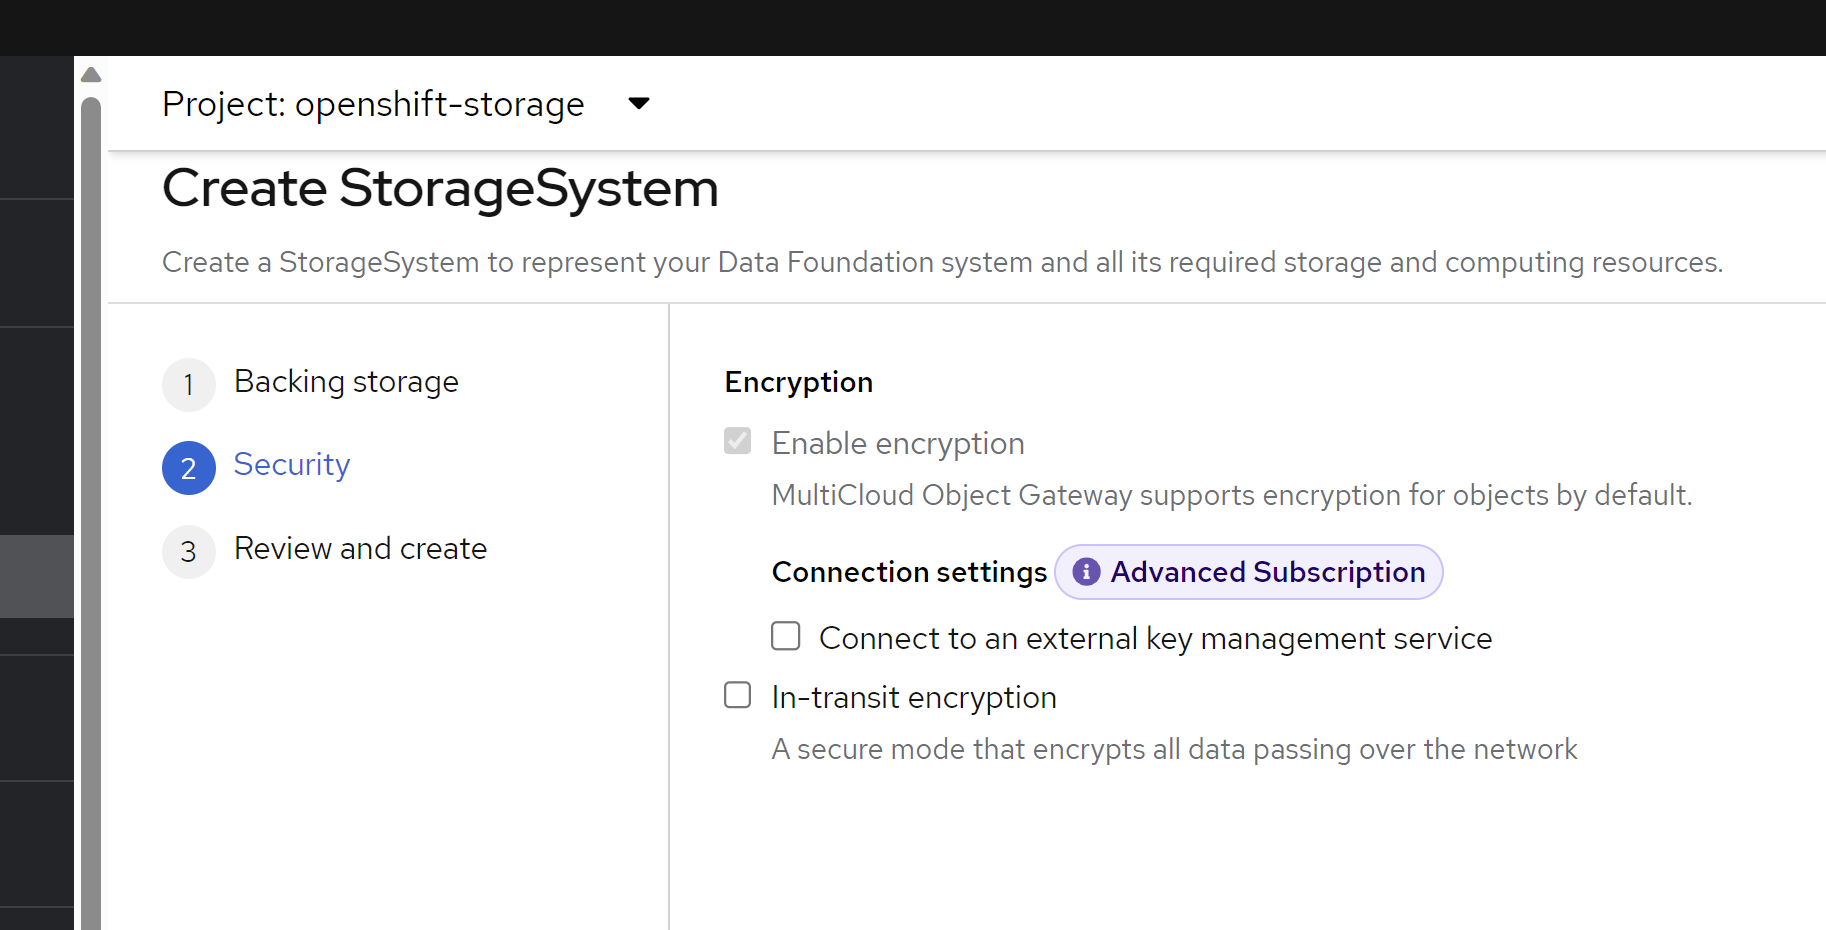 Project: openshift-storage
Create StorageSystem
Create a StorageSystem to represent your Data Foundation system and all its required storage and computing resources.
1 Backing storage
2 Security
3 Review and create
Encryption
Enable encryption
MultiCloud Object Gateway supports encryption for objects by default.
Connection settings Advanced Subscription
Connect to an external key management service
In-transit encryption
A secure mode that encrypts all data passing over the network